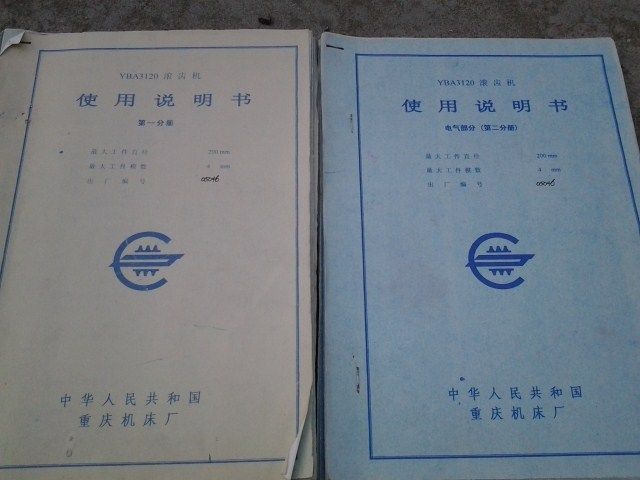 YBA3120 滚齿机
使用说明书
第一分册
最大工件直径 200 mm
最大工件模数 4 mm
出厂编号 05046
中华人民共和国
重庆机床厂
YBA3120 滚齿机
使用说明书
电气部分（第二分册）
最大工件直径 200 mm
最大工件模数 4 mm
出厂编号 05046
中华人民共和国
重庆机床厂